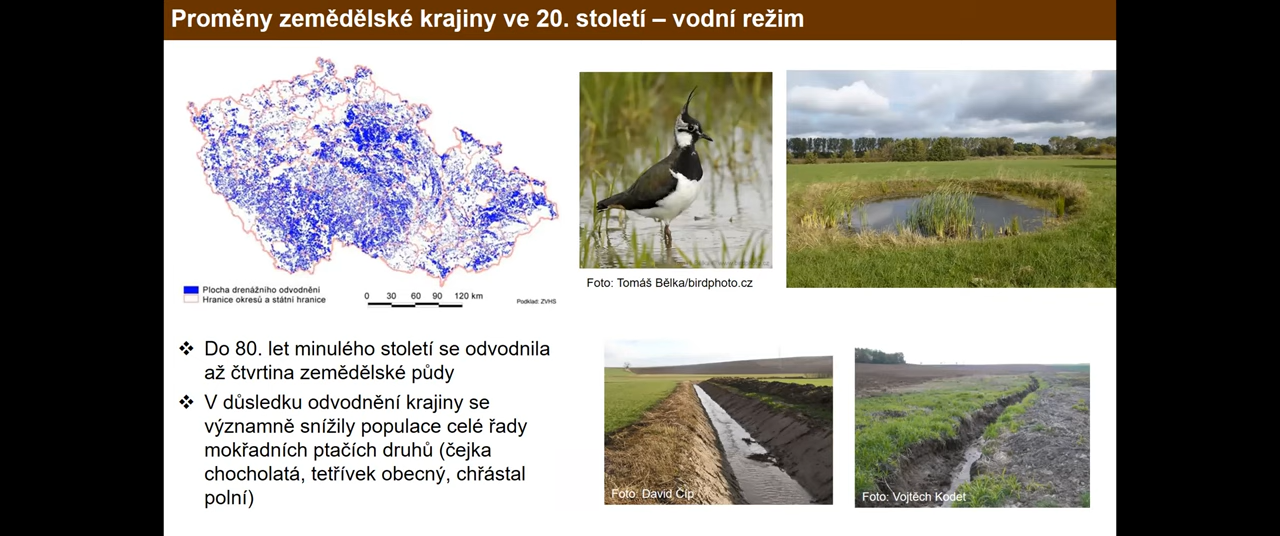 Proměny zemědělské krajiny ve 20. století – vodní režim
Plocha drenážního odvodnění
Hranice okresů a státní hranice
0 30 60 90 120 km
Podklad: ZVHS
Foto: Tomáš Bělka/birdphoto.cz
❖ Do 80. let minulého století se odvodnila
až čtvrtina zemědělské půdy
❖ V důsledku odvodnění krajiny se
významně snížily populace celé řady
mokřadních ptačích druhů (čejka
chocholatá, tetřívek obecný, chřástal
polní)
Foto: David Číp
Foto: Vojtěch Kodet